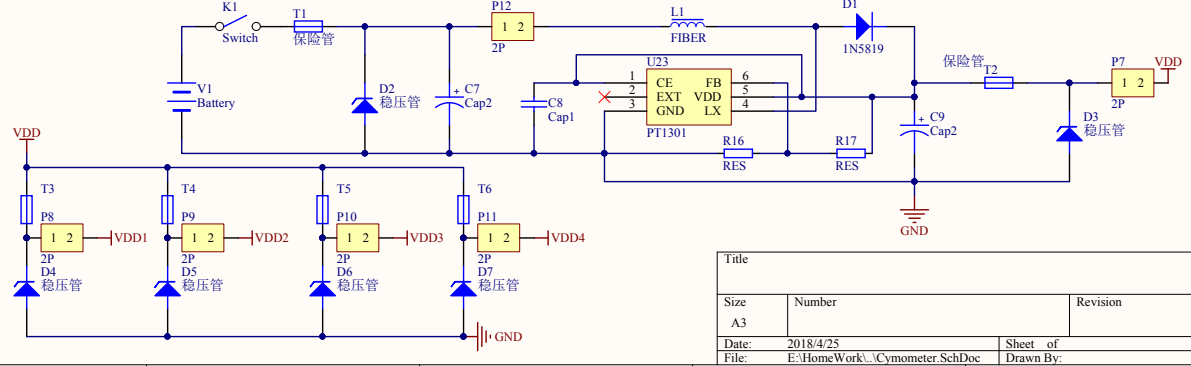 K1
Switch
T1
保险管
P12
1 2
2P
L1
FIBER
D1
1N5819
V1
Battery
D2
稳压管
C7
Cap2
C8
Cap1
U23
1 CE FB 6
2 EXT VDD 5
3 GND LX 4
PT1301
R16
RES
R17
RES
C9
Cap2
保险管
T2
P7
1 2
2P
VDD
D3
稳压管
GND
VDD
T3
P8
1 2
2P
VDD1
D4
稳压管
T4
P9
1 2
2P
VDD2
D5
稳压管
T5
P10
1 2
2P
VDD3
D6
稳压管
T6
P11
1 2
2P
VDD4
D7
稳压管
GND
Title
Size Number Revision
A3
Date: 2018/4/25 Sheet of
File: E:\HomeWork\..\Cymometer.SchDoc Drawn By: